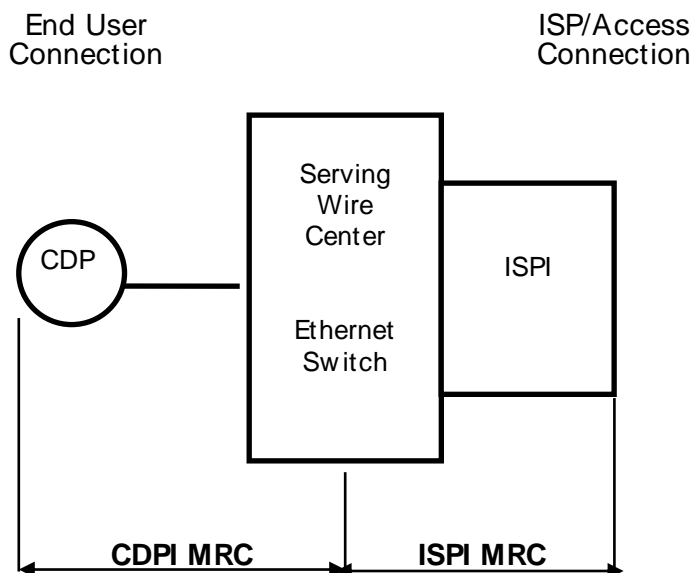 End User
Connection
ISP/Access
Connection
Serving
Wire
Center
CDP
ISPI
Ethernet
Switch
CDPI MRC
ISPI MRC